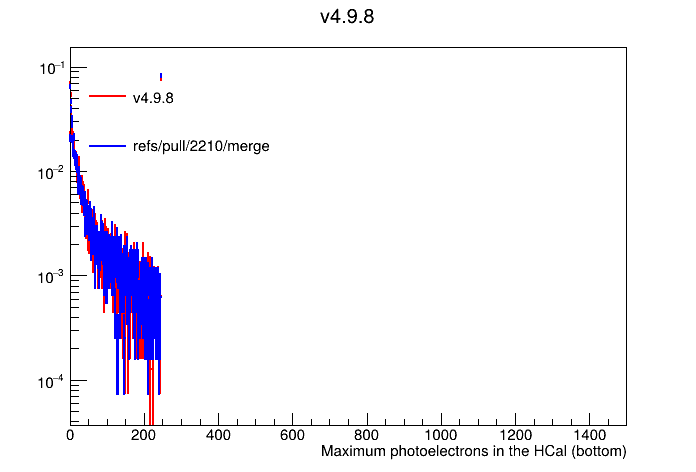 v4.9.8
10⁻¹
v4.9.8
refs/pull/2210/merge
10⁻²
10⁻³
10⁻⁴
0 200 400 600 800 1000 1200 1400
Maximum photoelectrons in the HCal (bottom)